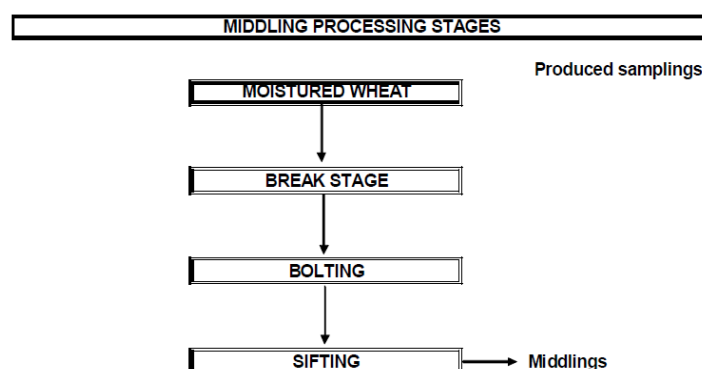 MIDDLING PROCESSING STAGES
Produced samplings
MOISTURED WHEAT
BREAK STAGE
BOLTING
SIFTING
Middlings